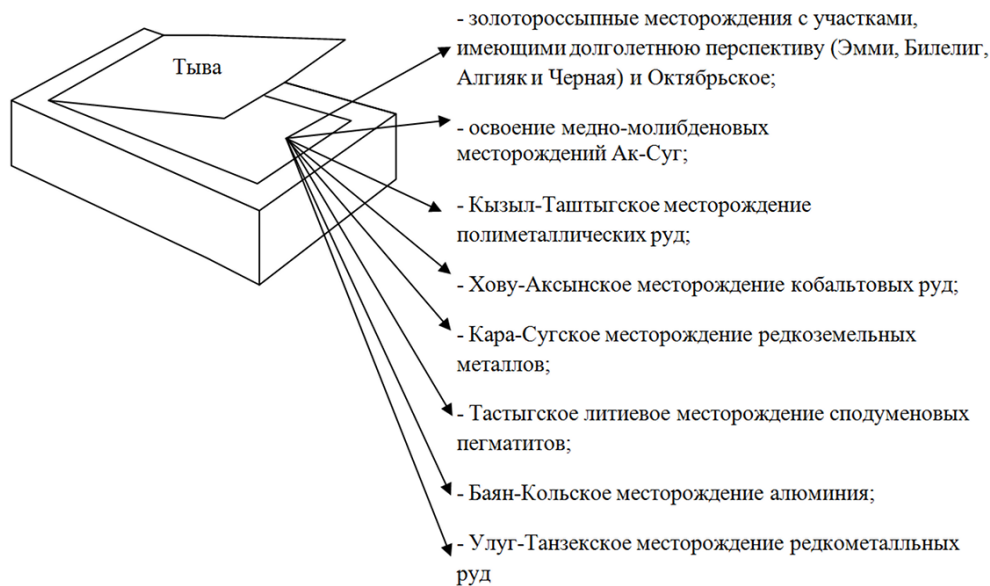 Тыва
- золотороссыпные месторождения с участками,
имеющими долголетнюю перспективу (Эмми, Билелиг,
Алгияк и Черная) и Октябрьское;
- освоение медно-молибденовых
месторождений Ак-Суг;
- Кызыл-Таштыгское месторождение
полиметаллических руд;
- Хову-Аксынское месторождение кобальтовых руд;
- Кара-Сугское месторождение редкоземельных
металлов;
- Тастыгское литиевое месторождение сподуменовых
пегматитов;
- Баян-Кольское месторождение алюминия;
- Улуг-Танзекское месторождение редкометалльных
руд